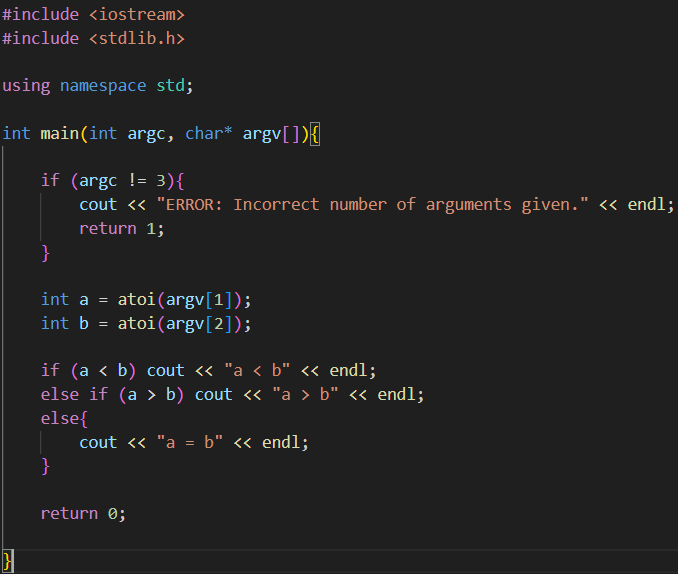 #include <iostream>
#include <stdlib.h>

using namespace std;

int main(int argc, char* argv[]){

    if (argc != 3){
        cout << "ERROR: Incorrect number of arguments given." << endl;
        return 1;
    }

    int a = atoi(argv[1]);
    int b = atoi(argv[2]);

    if (a < b) cout << "a < b" << endl;
    else if (a > b) cout << "a > b" << endl;
    else{
        cout << "a = b" << endl;
    }

    return 0;

}